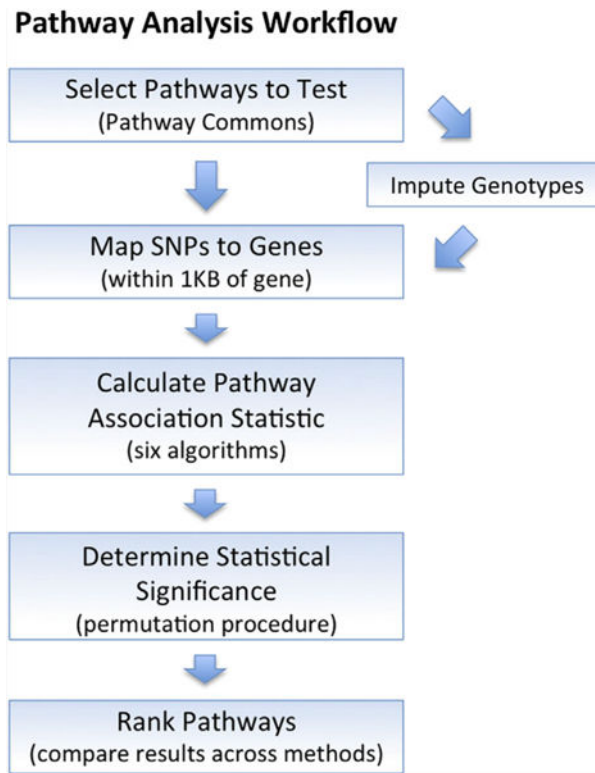 Pathway Analysis Workflow
Select Pathways to Test
(Pathway Commons)
Impute Genotypes
Map SNPs to Genes
(within 1KB of gene)
Calculate Pathway
Association Statistic
(six algorithms)
Determine Statistical
Significance
(permutation procedure)
Rank Pathways
(compare results across methods)